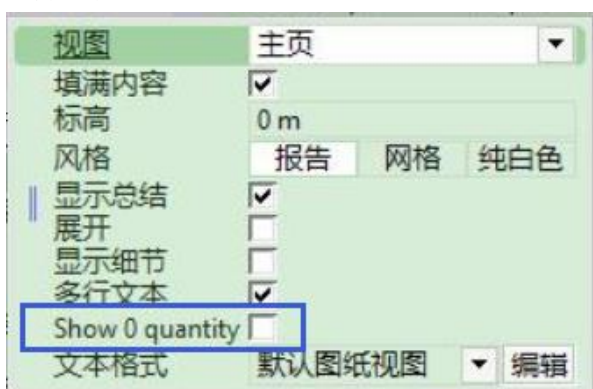 视图 主页
填满内容
标高 0 m
风格 报告 网格 纯白色
显示总结
展开
显示细节
多行文本
Show 0 quantity
文本格式 默认图纸视图 编辑